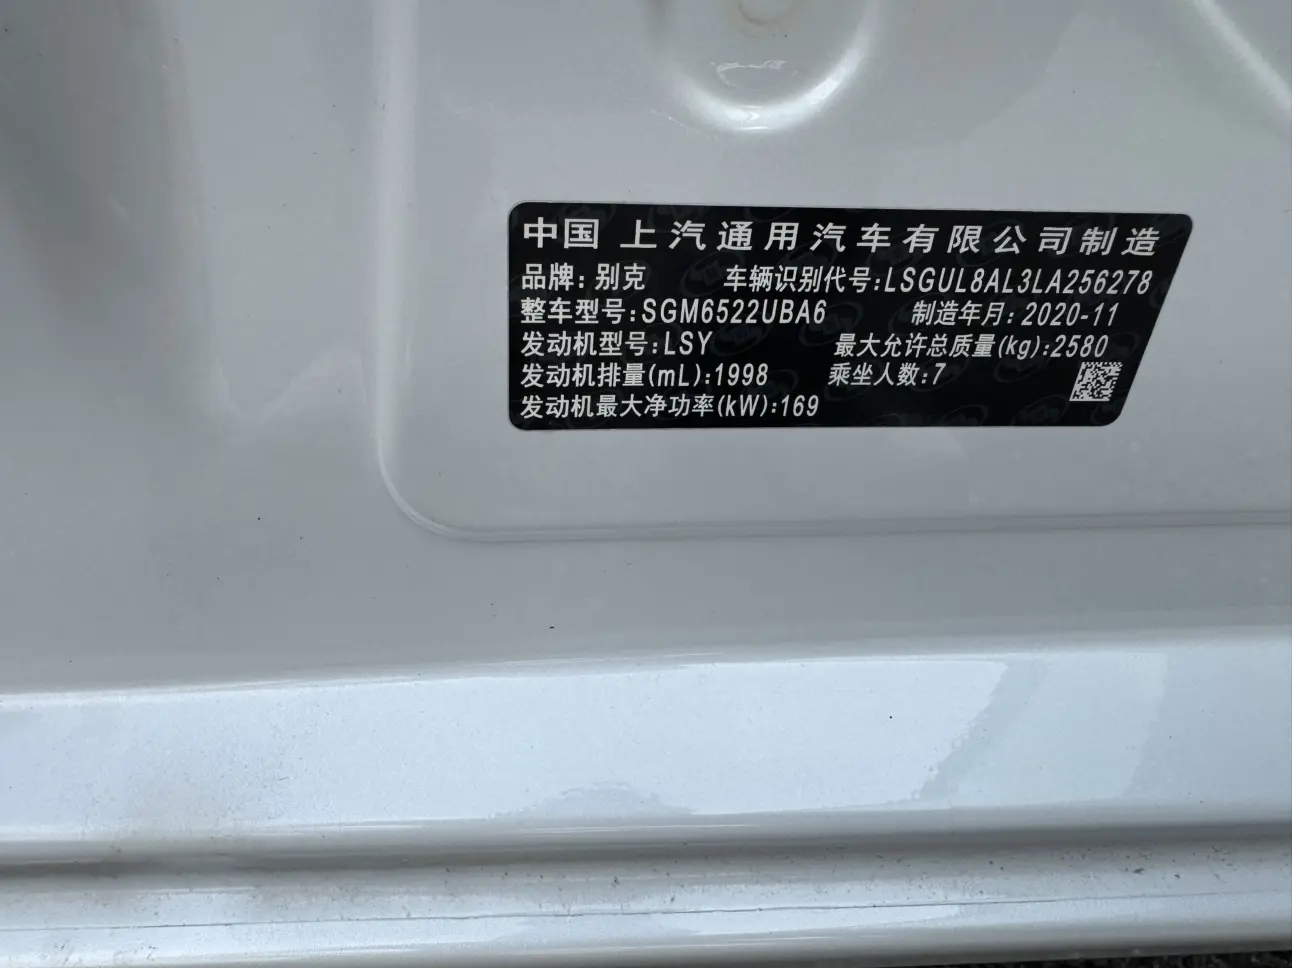 中国 上汽通用汽车有限公司制造
品牌:别克 车辆识别代号:LSGUL8AL3LA256278
整车型号:SGM6522UBA6 制造年月:2020-11
发动机型号:LSY 最大允许总质量(kg):2580
发动机排量(mL):1998 乘坐人数:7
发动机最大净功率(kW):169